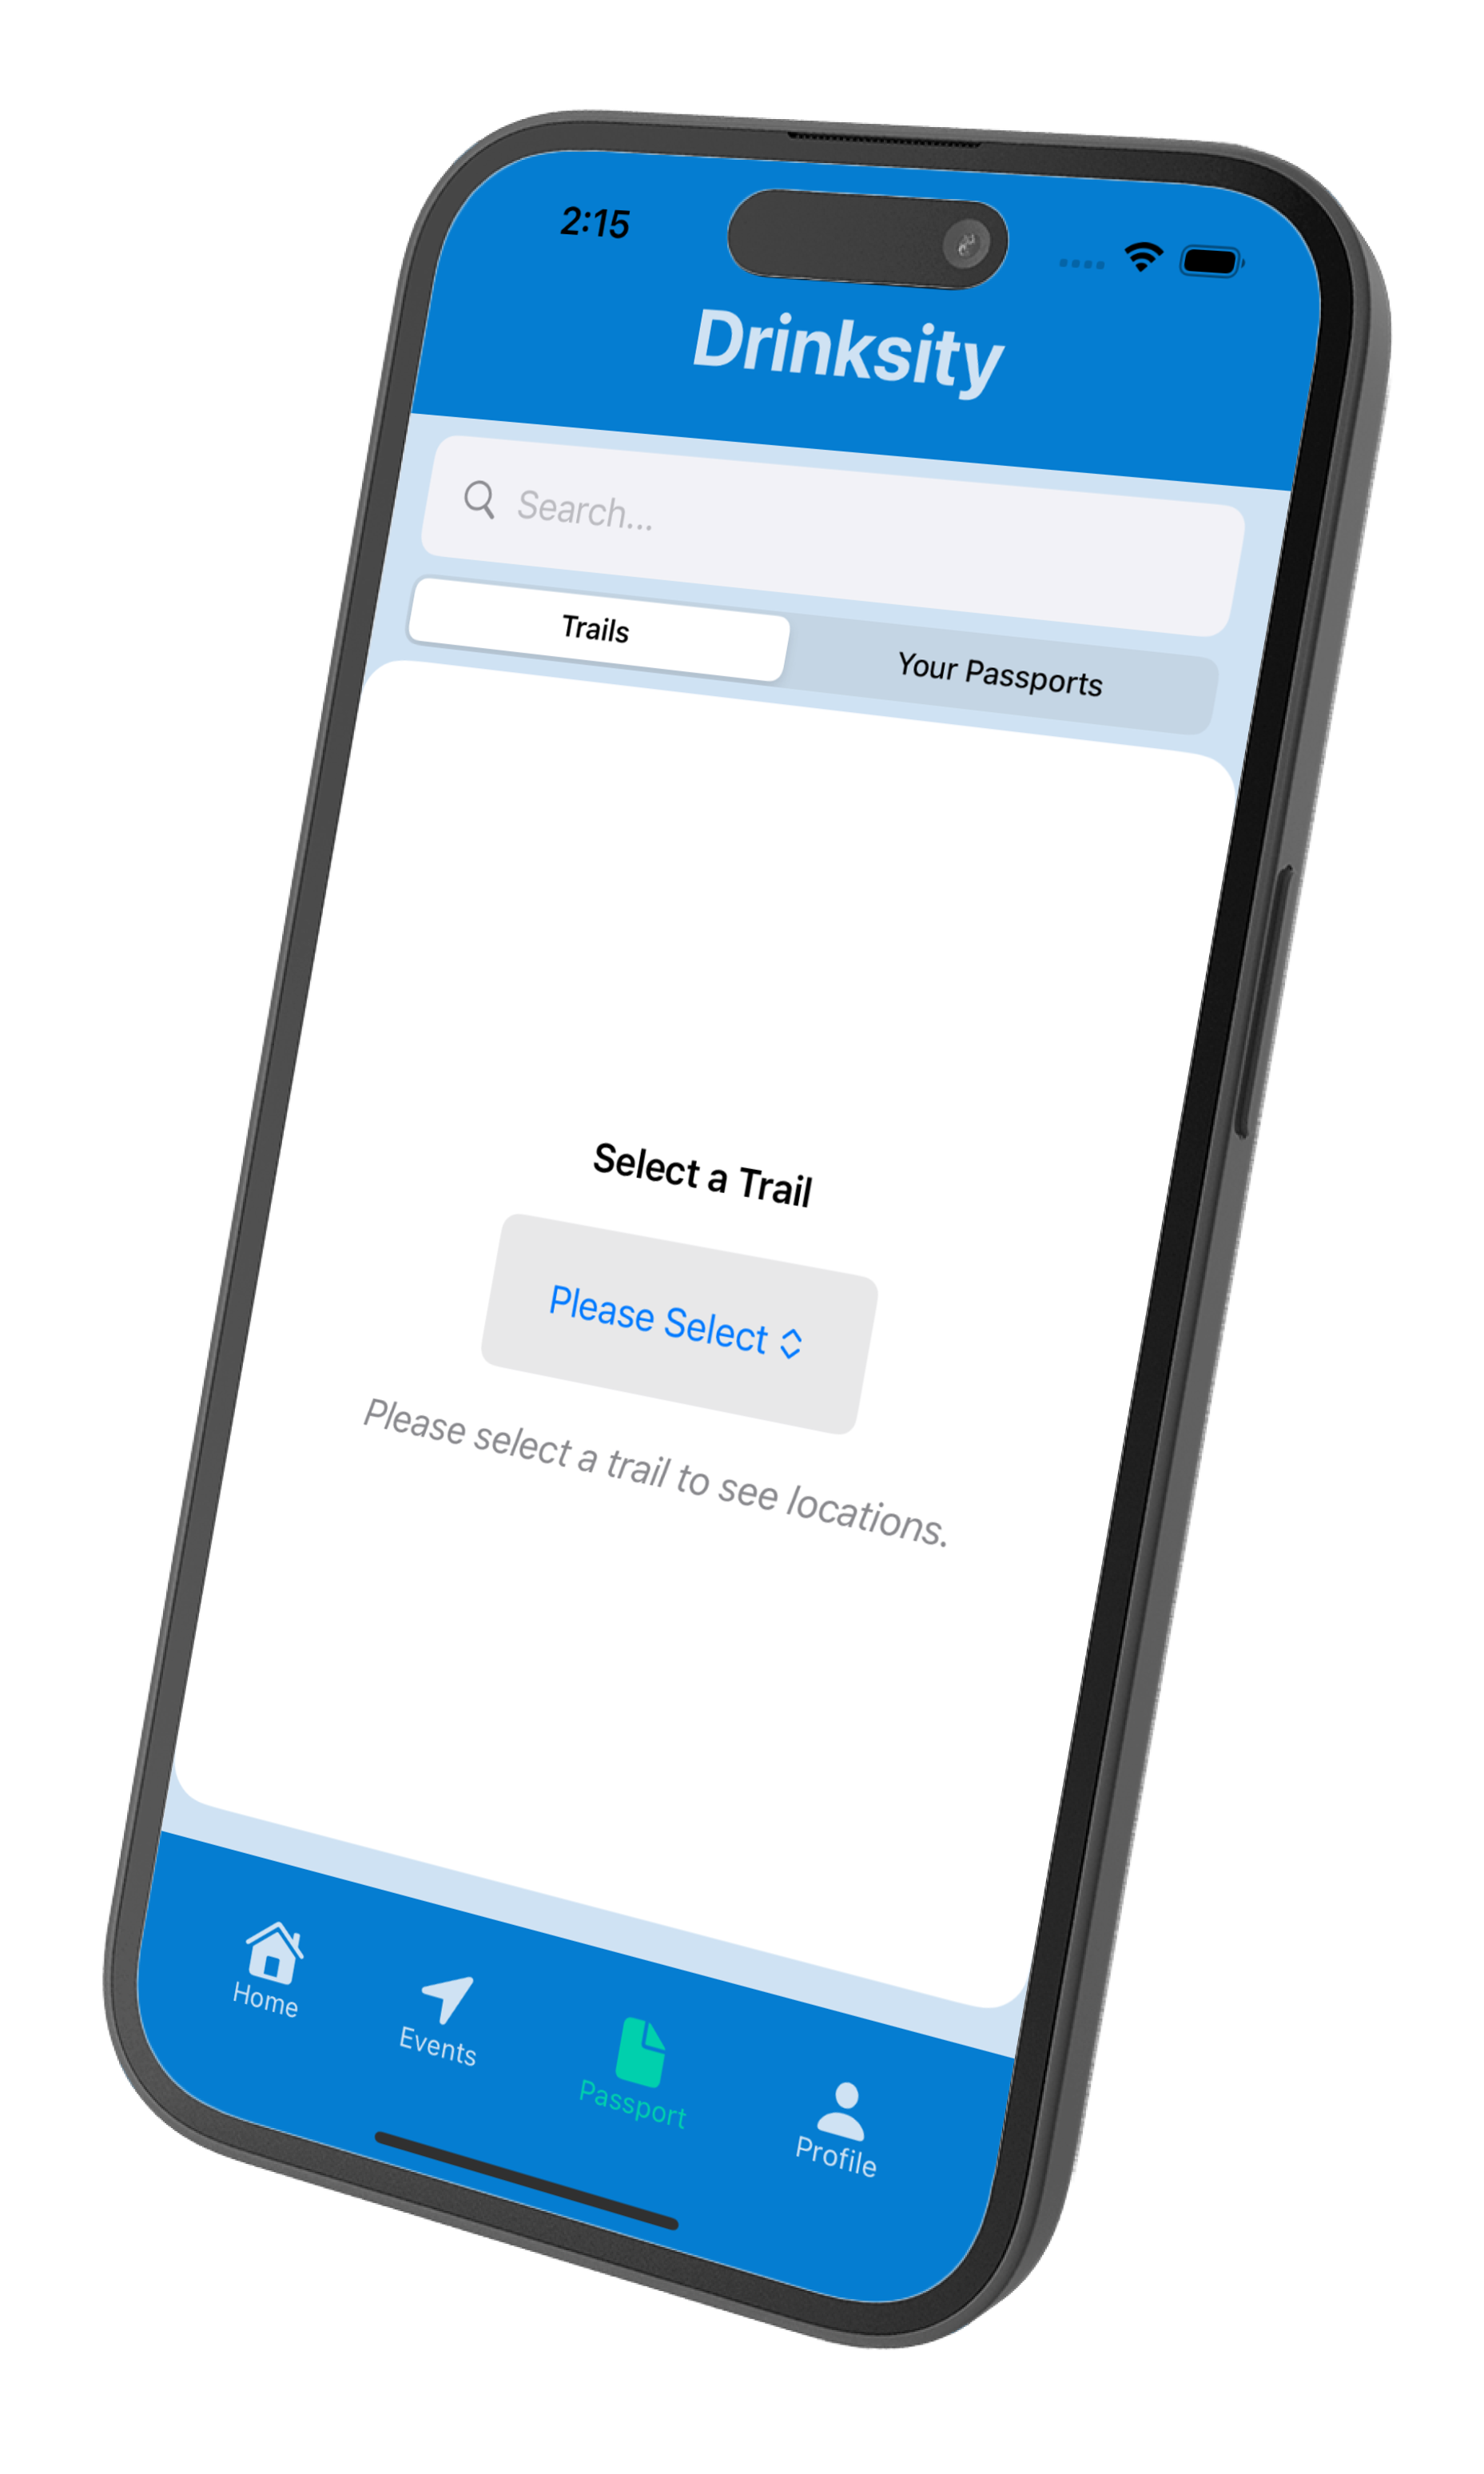 2:15
Drinksity
Search...
Trails
Your Passports
Select a Trail
Please Select
Please select a trail to see locations.
Home
Events
Passport
Profile